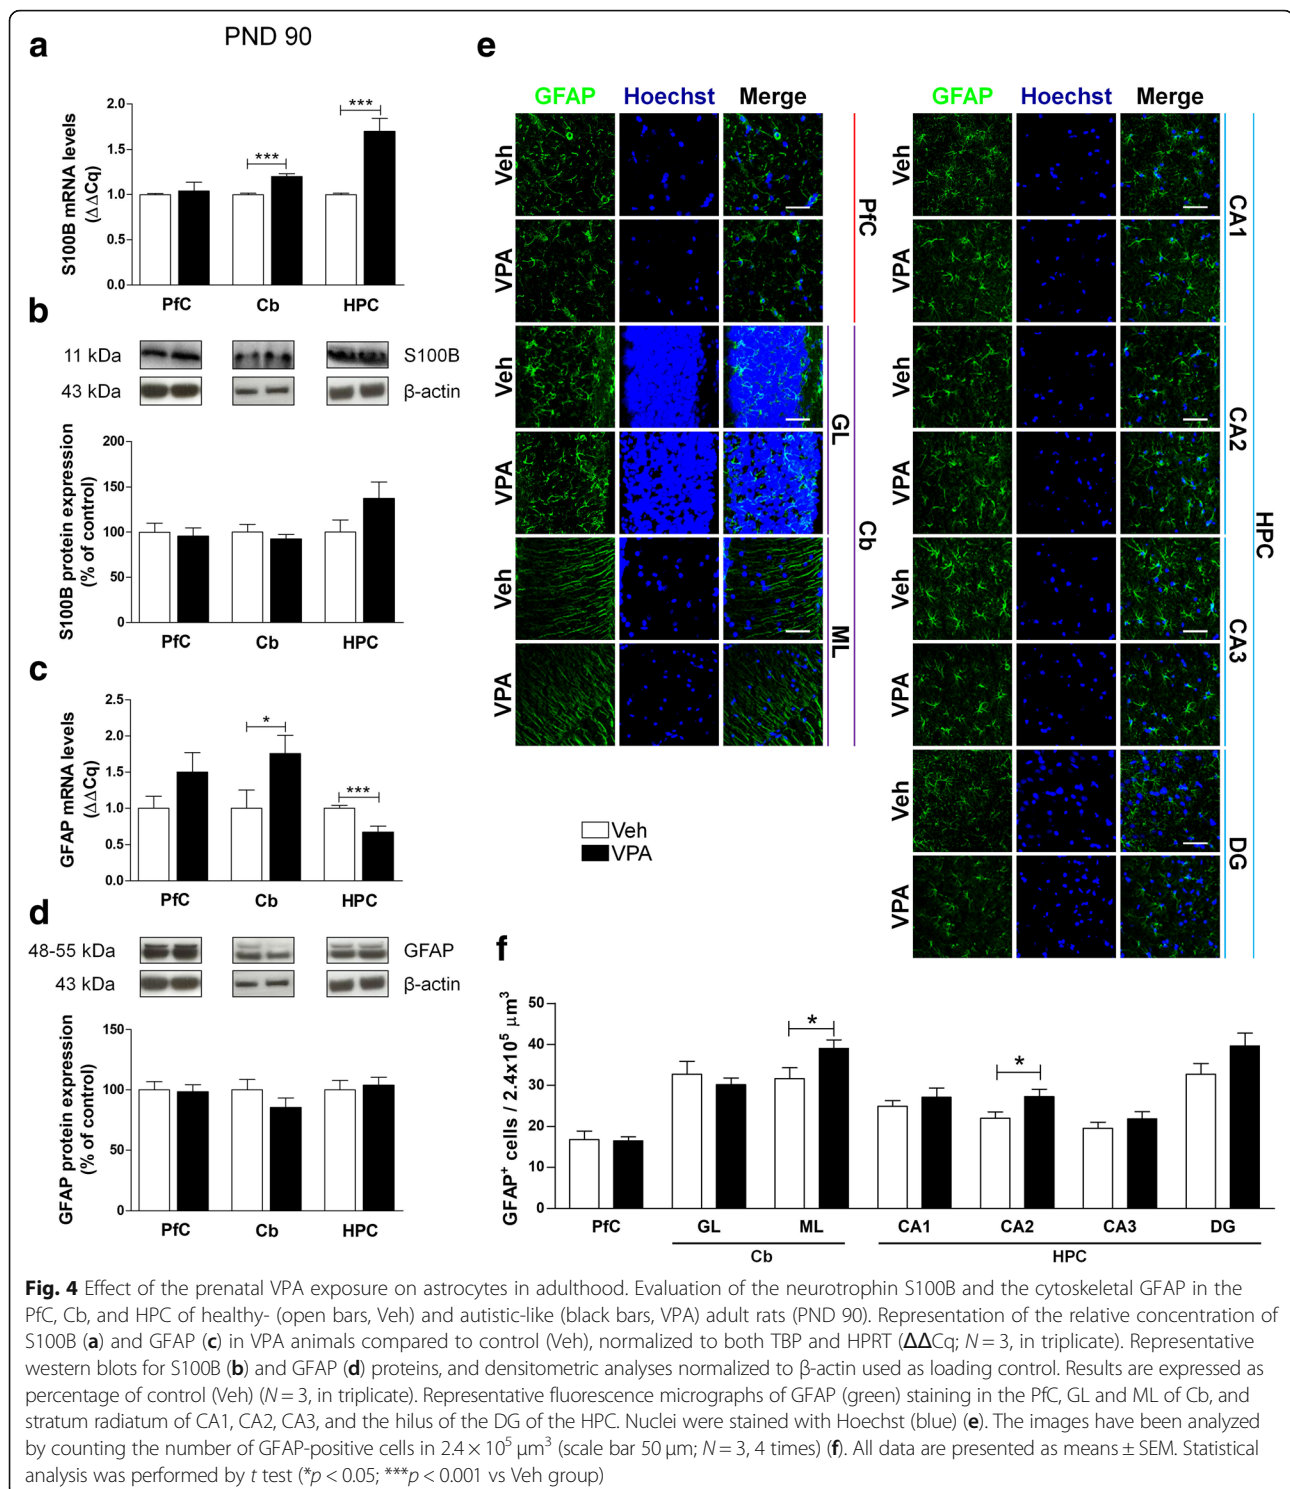 a
PND 90
S100B mRNA levels
(ΔΔCq)
2.0
1.5
1.0
0.5
0.0
***
***
PfC Cb HPC
b
11 kDa S100B
43 kDa β-actin
S100B protein expression
(% of control)
200
150
100
50
0
PfC Cb HPC
c
GFAP mRNA levels
(ΔΔCq)
2.5
2.0
1.5
1.0
0.5
0.0
*
***
PfC Cb HPC
d
48-55 kDa GFAP
43 kDa β-actin
GFAP protein expression
(% of control)
150
100
50
0
PfC Cb HPC
e
GFAP Hoechst Merge
Veh
VPA
PfC
Veh
VPA
GL
Veh
VPA
ML
Cb
GFAP Hoechst Merge
Veh
VPA
CA1
Veh
VPA
CA2
Veh
VPA
CA3
Veh
VPA
DG
HPC
Veh
VPA
f
GFAP⁺ cells / 2.4x10⁵ μm³
50
40
30
20
10
0
*
*
PfC GL ML CA1 CA2 CA3 DG
Cb HPC
Fig. 4 Effect of the prenatal VPA exposure on astrocytes in adulthood. Evaluation of the neurotrophin S100B and the cytoskeletal GFAP in the
PfC, Cb, and HPC of healthy- (open bars, Veh) and autistic-like (black bars, VPA) adult rats (PND 90). Representation of the relative concentration of
S100B (a) and GFAP (c) in VPA animals compared to control (Veh), normalized to both TBP and HPRT (ΔΔCq; N = 3, in triplicate). Representative
western blots for S100B (b) and GFAP (d) proteins, and densitometric analyses normalized to β-actin used as loading control. Results are expressed as
percentage of control (Veh) (N = 3, in triplicate). Representative fluorescence micrographs of GFAP (green) staining in the PfC, GL and ML of Cb, and
stratum radiatum of CA1, CA2, CA3, and the hilus of the DG of the HPC. Nuclei were stained with Hoechst (blue) (e). The images have been analyzed
by counting the number of GFAP-positive cells in 2.4 × 10⁵ μm³ (scale bar 50 μm; N = 3, 4 times) (f). All data are presented as means ± SEM. Statistical
analysis was performed by t test (*p < 0.05; ***p < 0.001 vs Veh group)